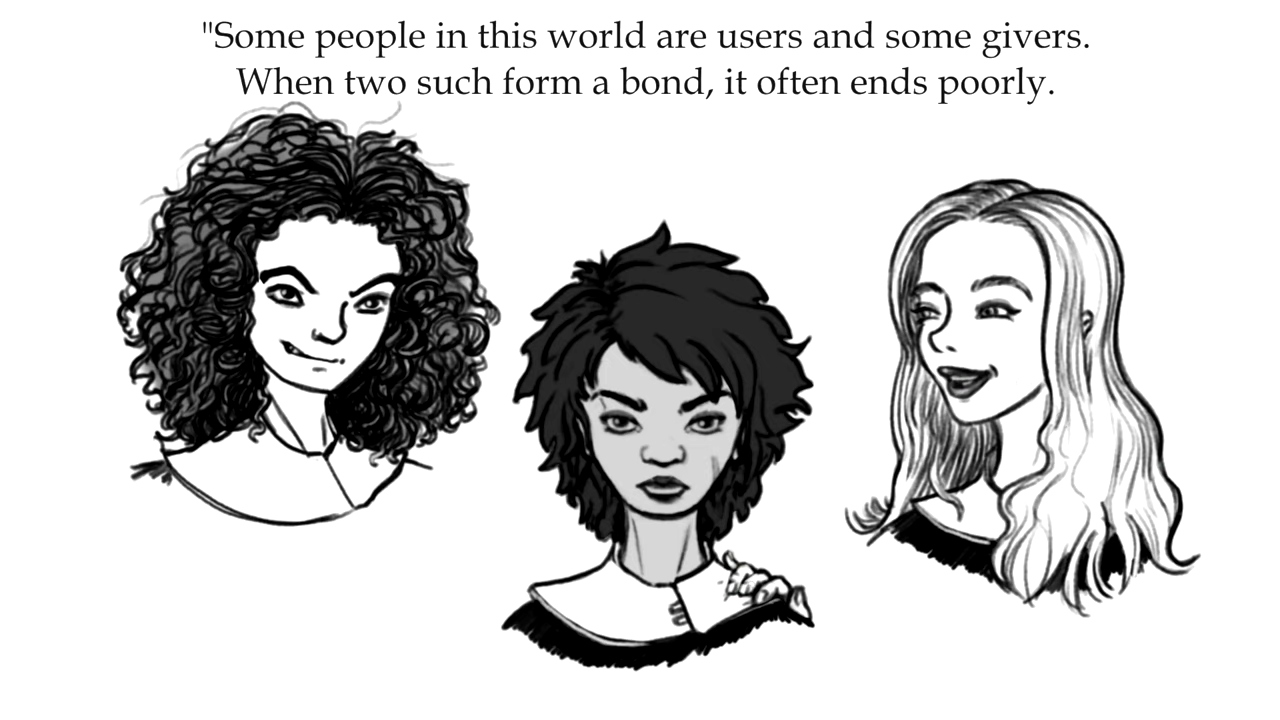 "Some people in this world are users and some givers.
When two such form a bond, it often ends poorly.